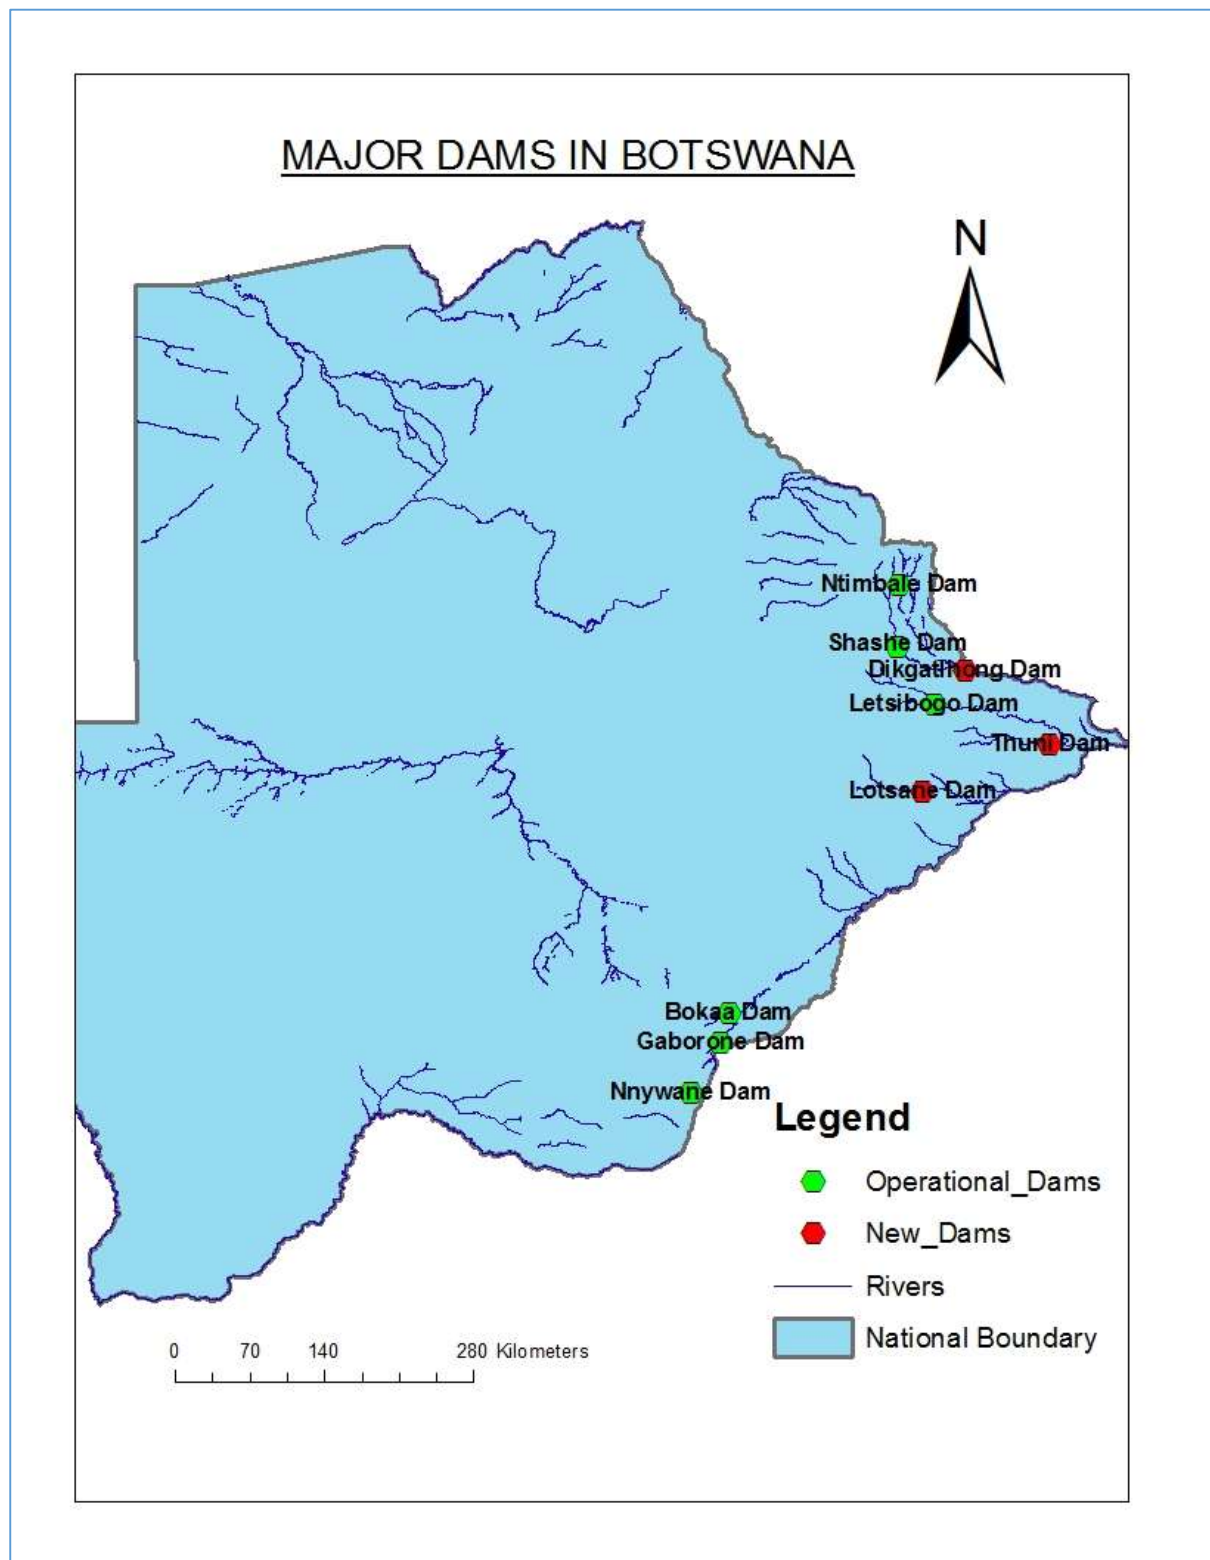 MAJOR DAMS IN BOTSWANA
N
Ntimbale Dam
Shashe Dam
Dikgatlhong Dam
Letsibogo Dam
Thuni Dam
Lotsane Dam
Bokaa Dam
Gaborone Dam
Nnywane Dam
Legend
Operational_Dams
New_Dams
Rivers
National Boundary
0 70 140 280 Kilometers